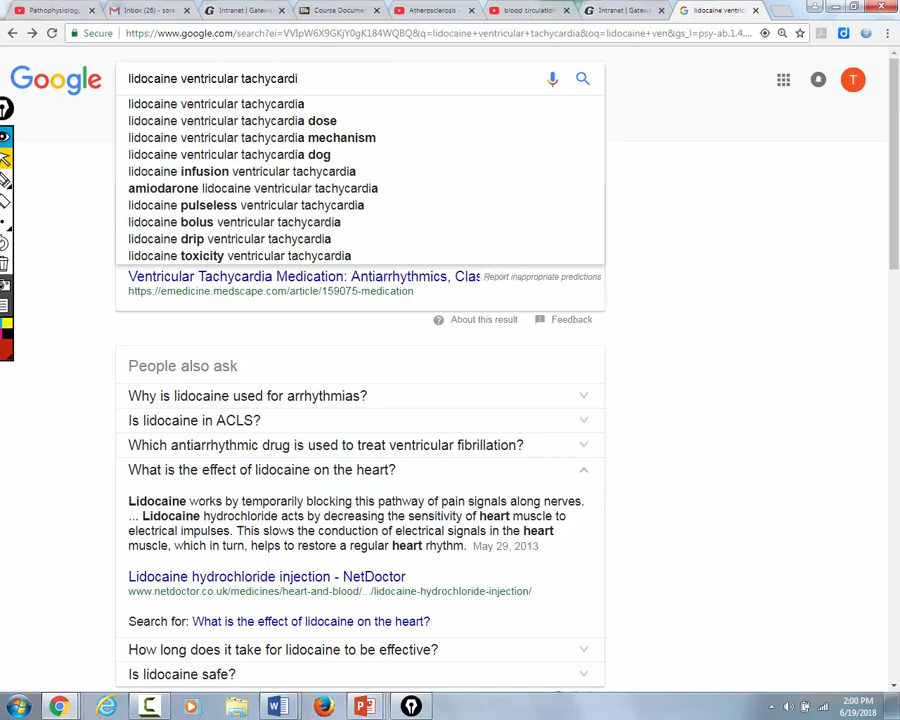 Pathophysiology
Inbox (26) - sore
Intranet | Gatew
Course Documen
Atherosclerosis
blood circulation
Intranet | Gatew
lidocaine ventric
Secure
https://www.google.com/search?ei=VVIpW6X9GKjY0gK184WQBQ&q=lidocaine+ventricular+tachycardia&oq=lidocaine+ven&gs_l=psy-ab.1.4....
Google
lidocaine ventricular tachycardi
T
lidocaine ventricular tachycardia
lidocaine ventricular tachycardia dose
lidocaine ventricular tachycardia mechanism
lidocaine ventricular tachycardia dog
lidocaine infusion ventricular tachycardia
amiodarone lidocaine ventricular tachycardia
lidocaine pulseless ventricular tachycardia
lidocaine bolus ventricular tachycardia
lidocaine drip ventricular tachycardia
lidocaine toxicity ventricular tachycardia
Ventricular Tachycardia Medication: Antiarrhythmics, Clas
Report inappropriate predictions
https://emedicine.medscape.com/article/159075-medication
About this result
Feedback
People also ask
Why is lidocaine used for arrhythmias?
Is lidocaine in ACLS?
Which antiarrhythmic drug is used to treat ventricular fibrillation?
What is the effect of lidocaine on the heart?
Lidocaine works by temporarily blocking this pathway of pain signals along nerves.
... Lidocaine hydrochloride acts by decreasing the sensitivity of heart muscle to
electrical impulses. This slows the conduction of electrical signals in the heart
muscle, which in turn, helps to restore a regular heart rhythm. May 29, 2013
Lidocaine hydrochloride injection - NetDoctor
www.netdoctor.co.uk/medicines/heart-and-blood/.../lidocaine-hydrochloride-injection/
Search for: What is the effect of lidocaine on the heart?
How long does it take for lidocaine to be effective?
Is lidocaine safe?
2:00 PM
6/19/2018